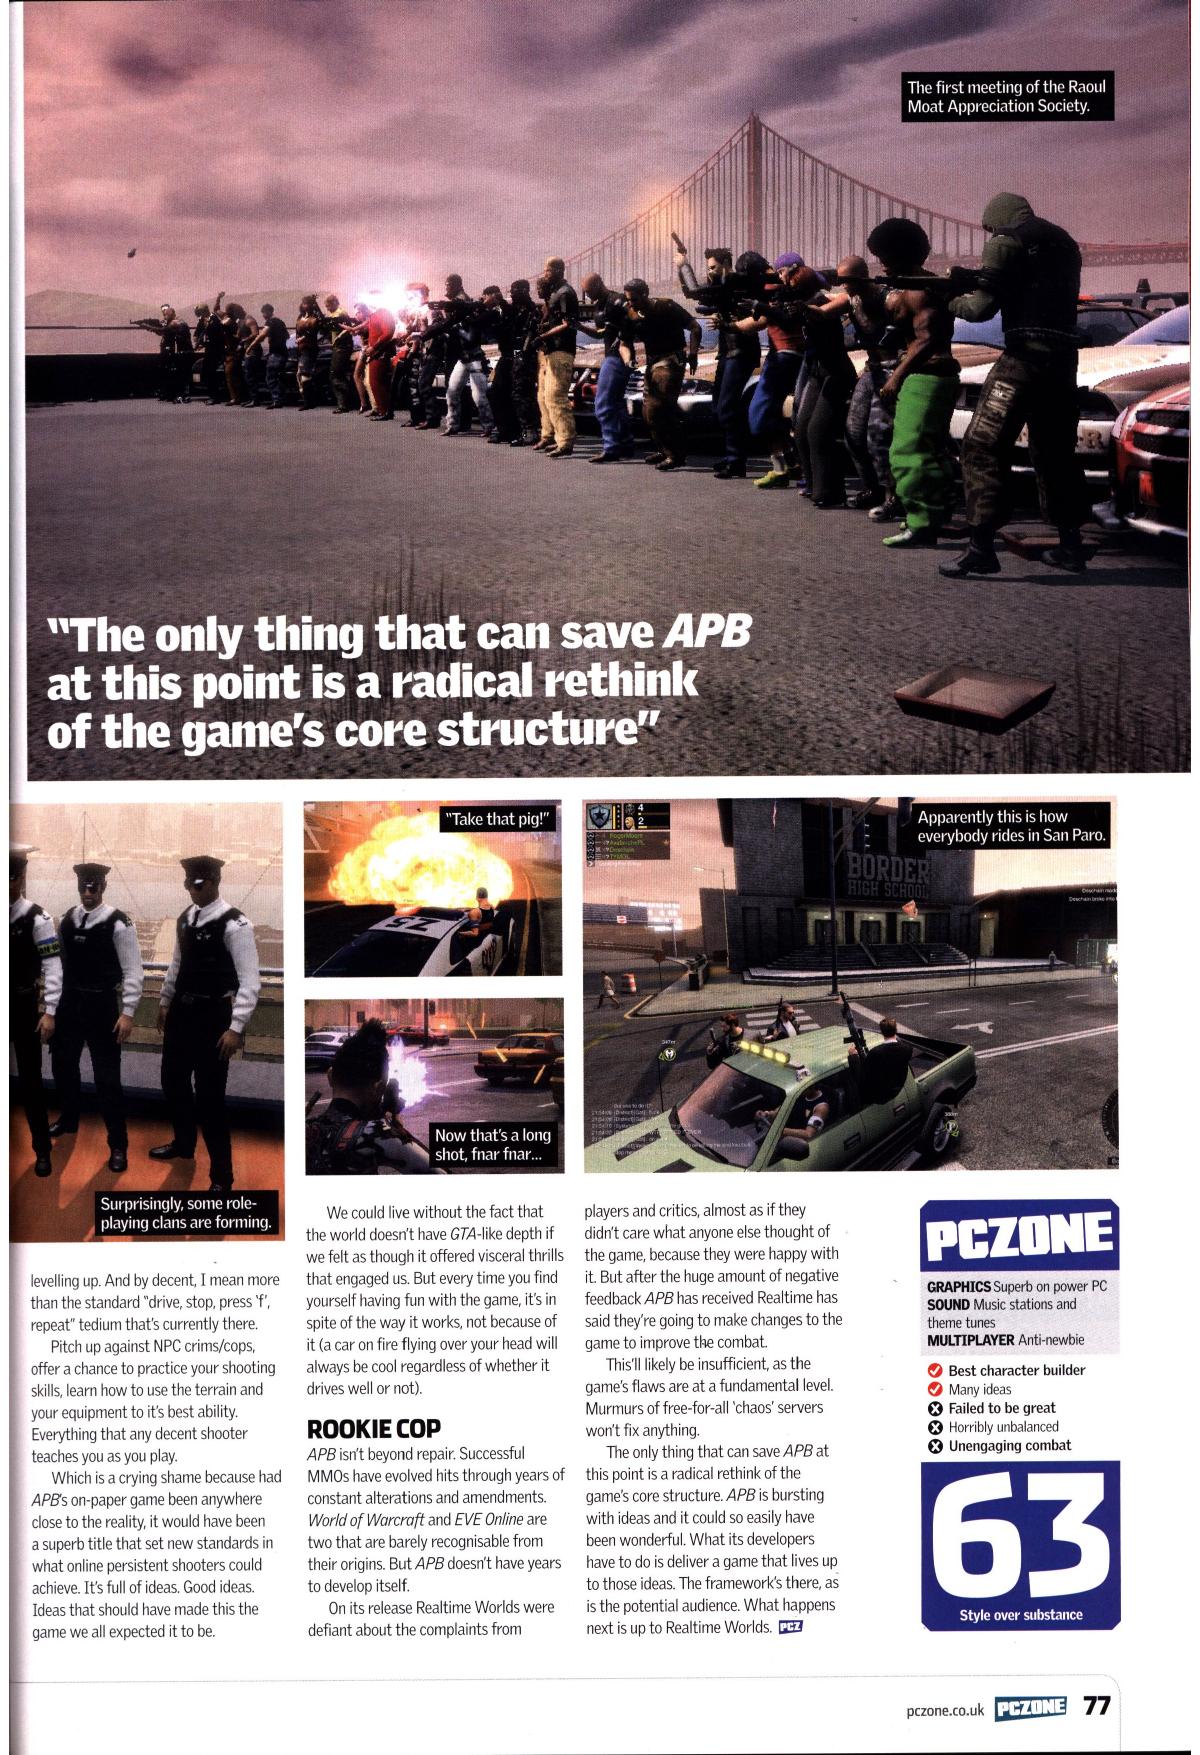 The first meeting of the Raoul
Moat Appreciation Society.
"The only thing that can save APB
at this point is a radical rethink
of the game's core structure"
Surprisingly, some role-
playing clans are forming.
"Take that pig!"
Now that's a long
shot, fnar fnar...
Apparently this is how
everybody rides in San Paro.
4
2
BORDER
HIGH SCHOOL
levelling up. And by decent, I mean more
than the standard "drive, stop, press 'f',
repeat" tedium that's currently there.
Pitch up against NPC crims/cops,
offer a chance to practice your shooting
skills, learn how to use the terrain and
your equipment to it's best ability.
Everything that any decent shooter
teaches you as you play.
Which is a crying shame because had
APB's on-paper game been anywhere
close to the reality, it would have been
a superb title that set new standards in
what online persistent shooters could
achieve. It's full of ideas. Good ideas.
Ideas that should have made this the
game we all expected it to be.
We could live without the fact that
the world doesn't have GTA-like depth if
we felt as though it offered visceral thrills
that engaged us. But every time you find
yourself having fun with the game, it's in
spite of the way it works, not because of
it (a car on fire flying over your head will
always be cool regardless of whether it
drives well or not).
ROOKIE COP
APB isn't beyond repair. Successful
MMOs have evolved hits through years of
constant alterations and amendments.
World of Warcraft and EVE Online are
two that are barely recognisable from
their origins. But APB doesn't have years
to develop itself.
On its release Realtime Worlds were
defiant about the complaints from
players and critics, almost as if they
didn't care what anyone else thought of
the game, because they were happy with
it. But after the huge amount of negative
feedback APB has received Realtime has
said they're going to make changes to the
game to improve the combat.
This'll likely be insufficient, as the
game's flaws are at a fundamental level.
Murmurs of free-for-all 'chaos' servers
won't fix anything.
The only thing that can save APB at
this point is a radical rethink of the
game's core structure. APB is bursting
with ideas and it could so easily have
been wonderful. What its developers
have to do is deliver a game that lives up
to those ideas. The framework's there, as
is the potential audience. What happens
next is up to Realtime Worlds. PCZ
PCZONE
GRAPHICS Superb on power PC
SOUND Music stations and
theme tunes
MULTIPLAYER Anti-newbie
Best character builder
Many ideas
Failed to be great
Horribly unbalanced
Unengaging combat
63
Style over substance
pczone.co.uk PCZONE 77